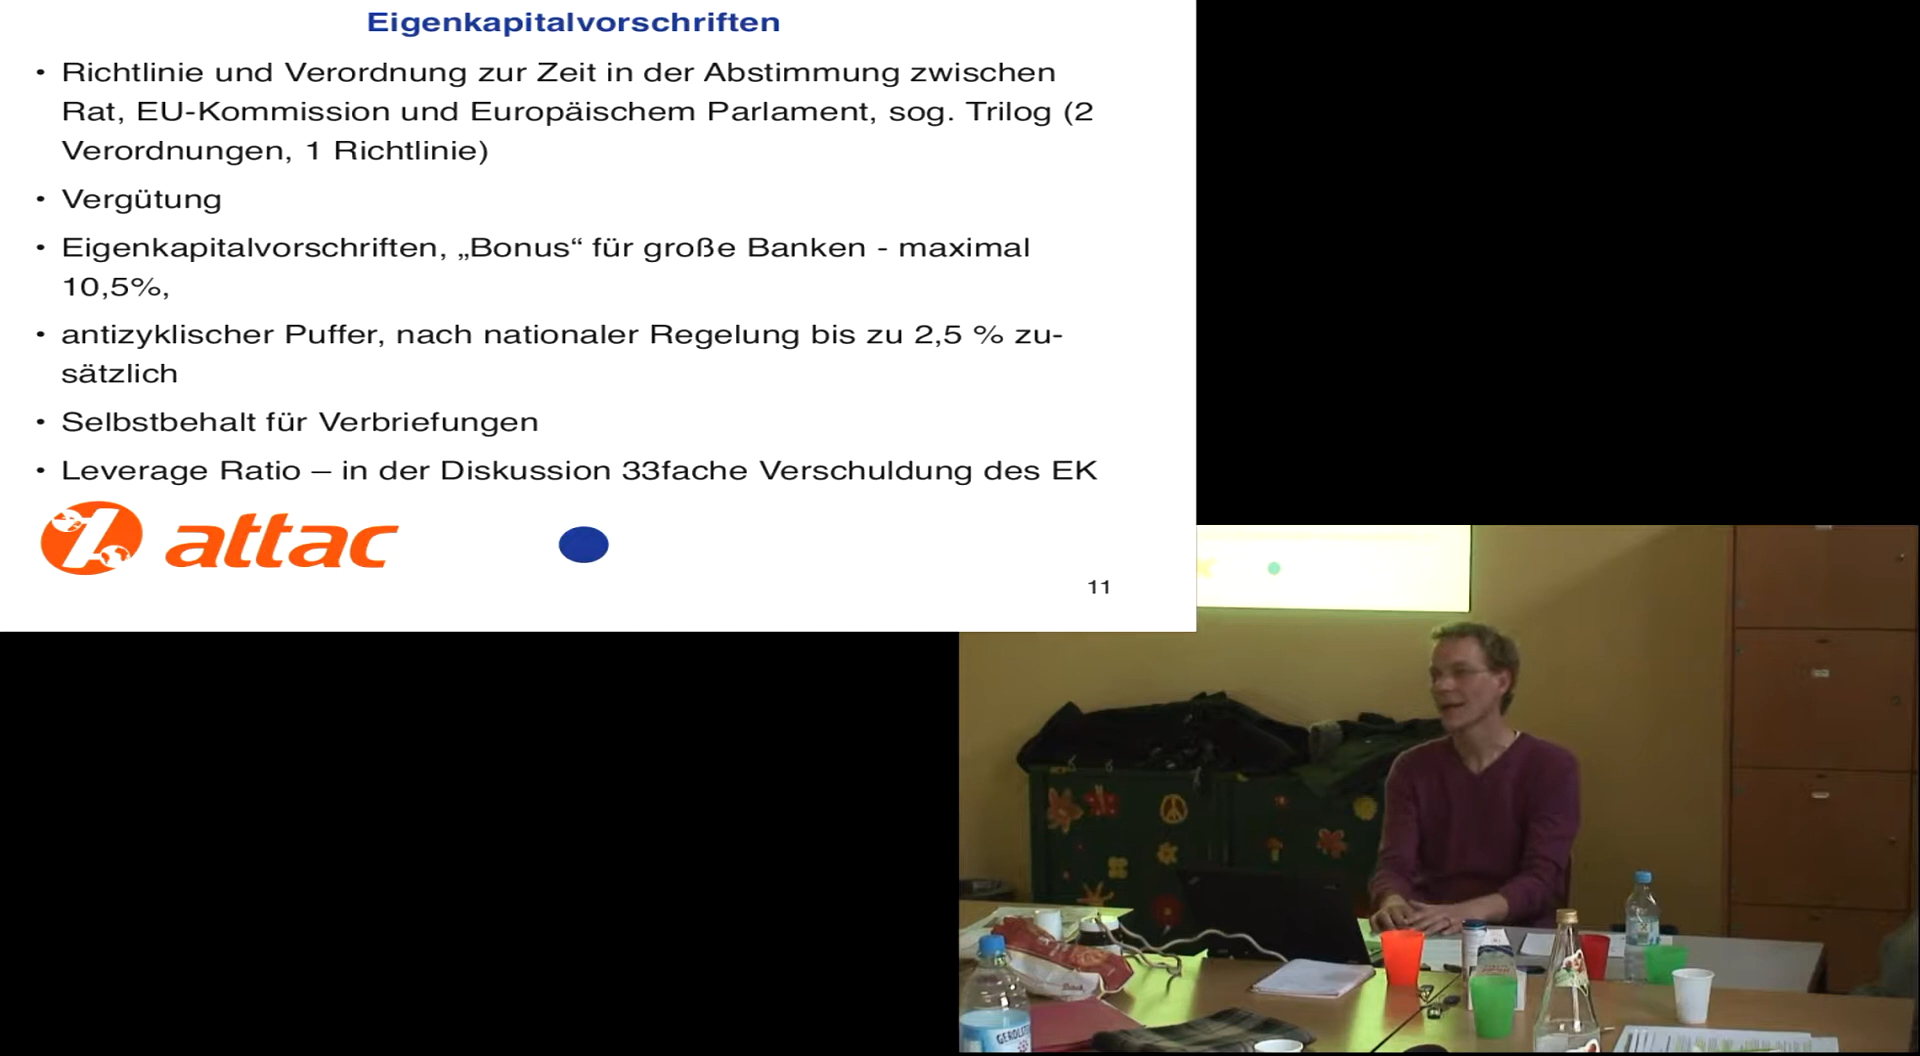 Eigenkapitalvorschriften
• Richtlinie und Verordnung zur Zeit in der Abstimmung zwischen
Rat, EU-Kommission und Europäischem Parlament, sog. Trilog (2
Verordnungen, 1 Richtlinie)
• Vergütung
• Eigenkapitalvorschriften, „Bonus“ für große Banken - maximal
10,5%,
• antizyklischer Puffer, nach nationaler Regelung bis zu 2,5 % zu-
sätzlich
• Selbstbehalt für Verbriefungen
• Leverage Ratio – in der Diskussion 33fache Verschuldung des EK
attac
11